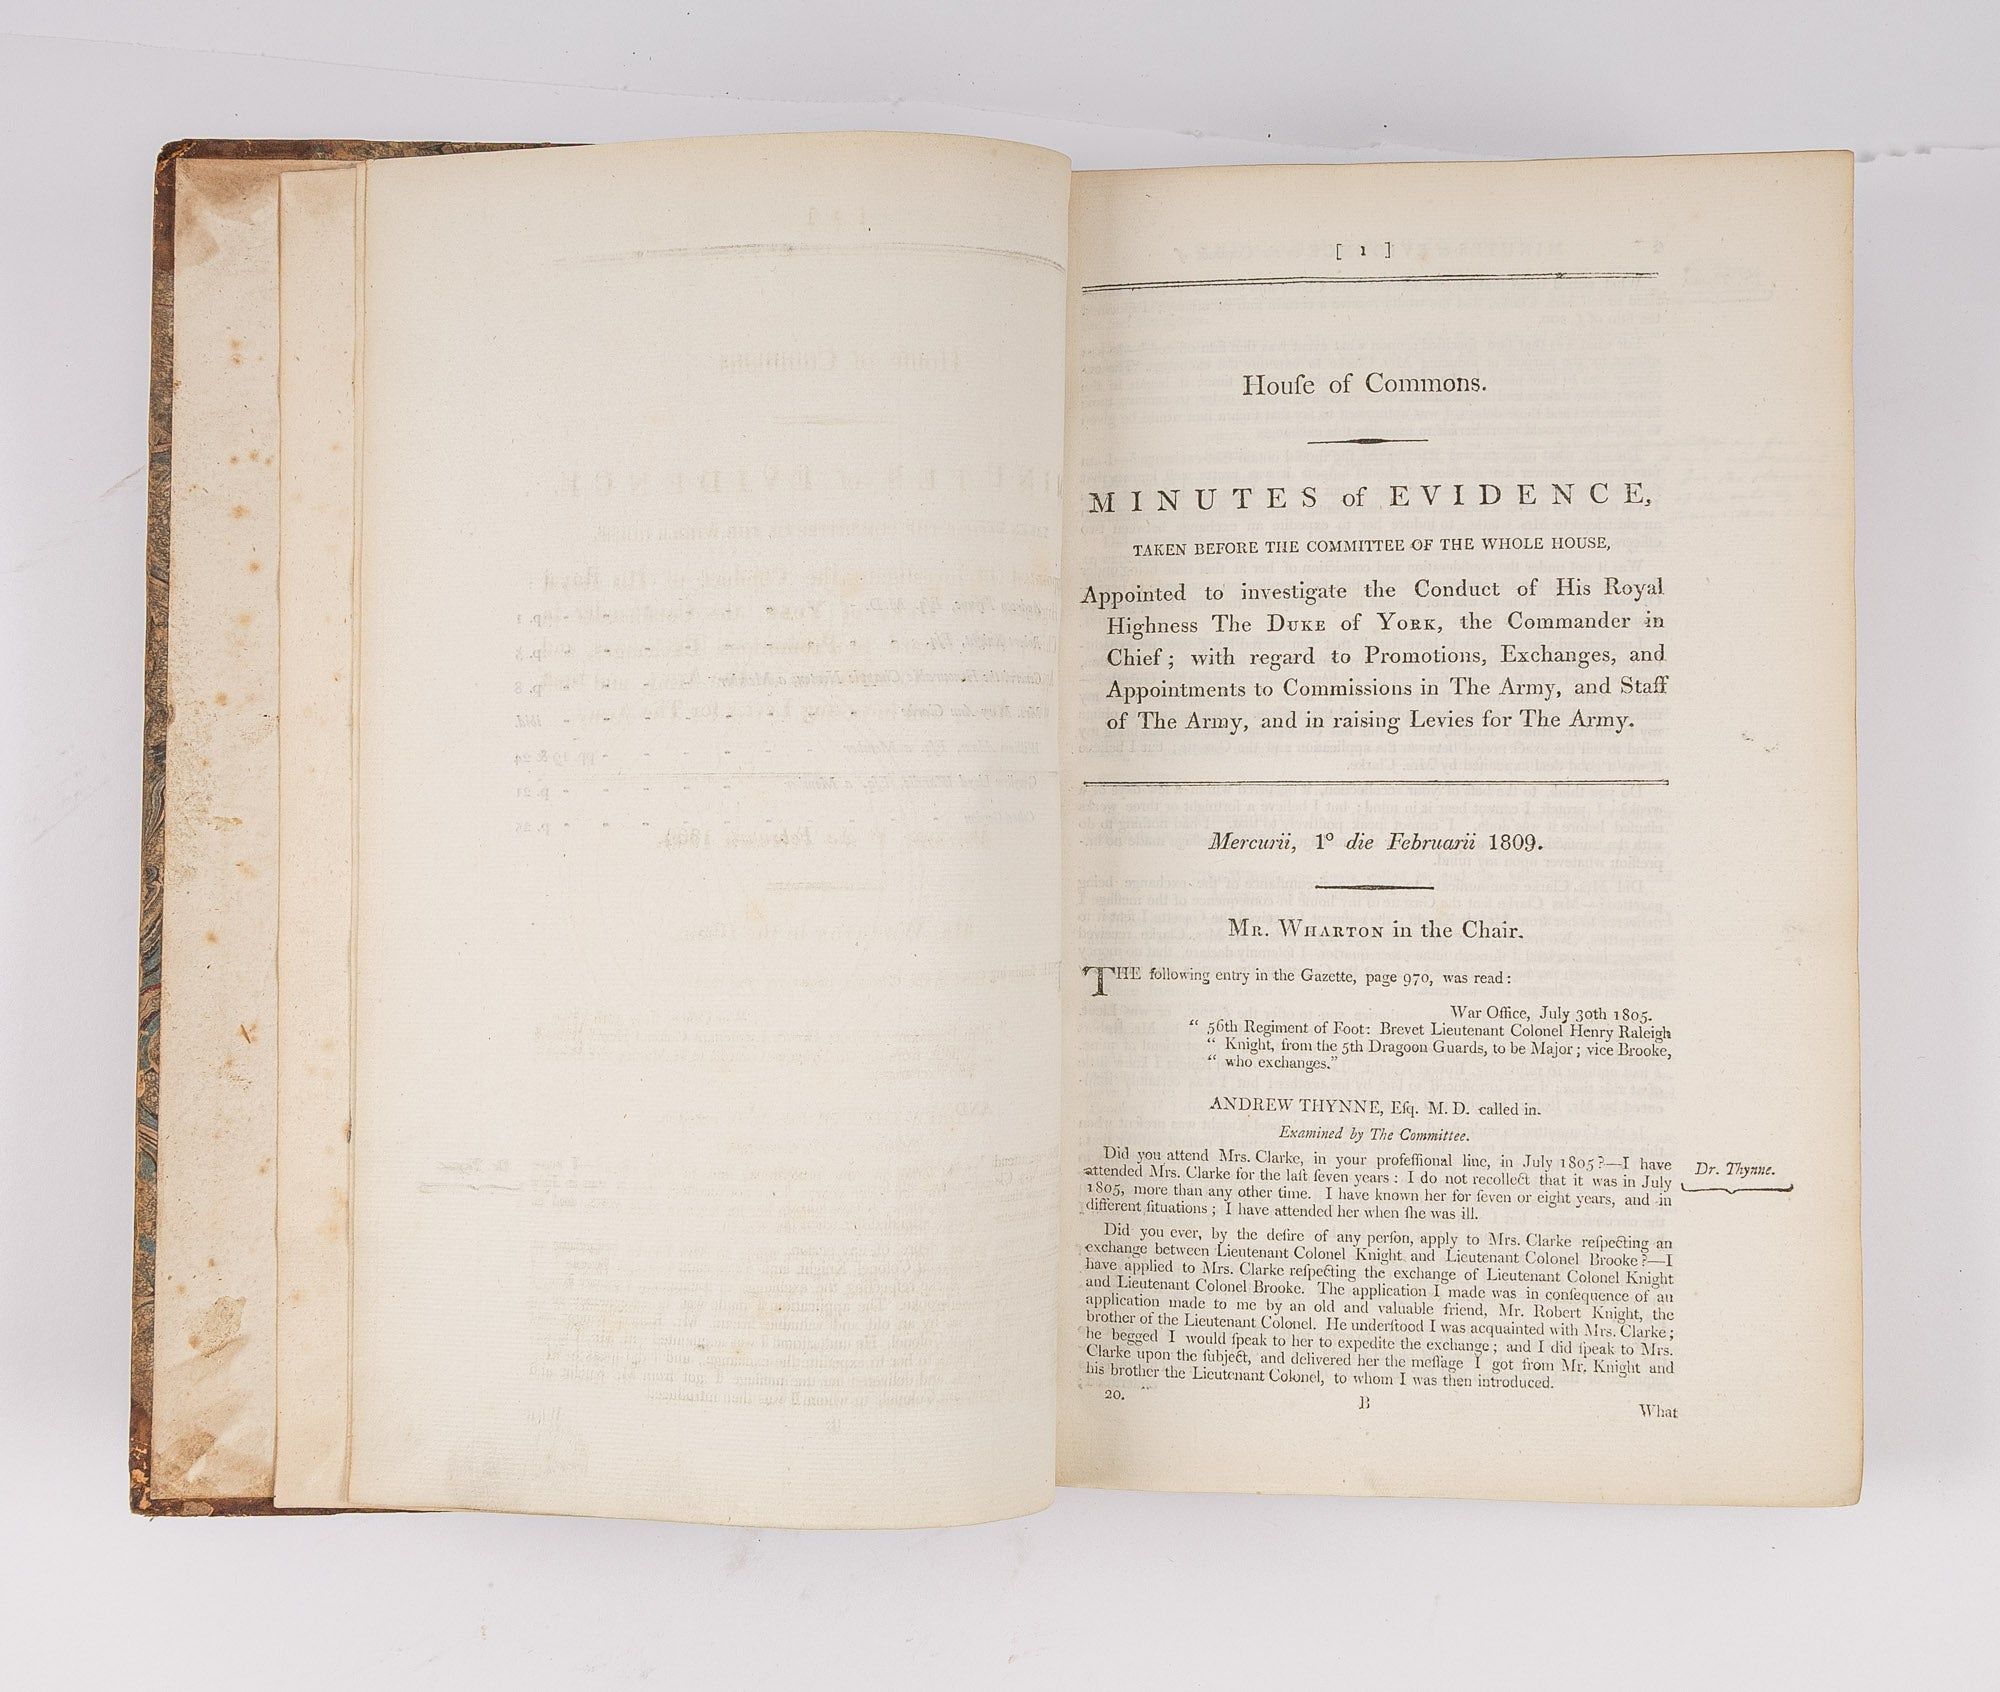 [ 1 ]
Houſe of Commons.
MINUTES of EVIDENCE,
TAKEN BEFORE THE COMMITTEE OF THE WHOLE HOUSE,
Appointed to investigate the Conduct of His Royal
Highness The DUKE of YORK, the Commander in
Chief; with regard to Promotions, Exchanges, and
Appointments to Commissions in The Army, and Staff
of The Army, and in raising Levies for The Army.
Mercurii, 1° die Februarii 1809.
MR. WHARTON in the Chair.
THE following entry in the Gazette, page 970, was read:
War Office, July 30th 1805.
“ 56th Regiment of Foot: Brevet Lieutenant Colonel Henry Raleigh
“ Knight, from the 5th Dragoon Guards, to be Major; vice Brooke,
“ who exchanges.”
ANDREW THYNNE, Eſq. M. D. called in.
Examined by The Committee.
Did you attend Mrs. Clarke, in your profeſſional line, in July 1805?—I have
attended Mrs. Clarke for the laſt ſeven years: I do not recollect that it was in July
1805, more than any other time. I have known her for ſeven or eight years, and in
different ſituations; I have attended her when ſhe was ill.
Dr. Thynne.
Did you ever, by the deſire of any perſon, apply to Mrs. Clarke reſpecting an
exchange between Lieutenant Colonel Knight and Lieutenant Colonel Brooke?—I
have applied to Mrs. Clarke reſpecting the exchange of Lieutenant Colonel Knight
and Lieutenant Colonel Brooke. The application I made was in conſequence of an
application made to me by an old and valuable friend, Mr. Robert Knight, the
brother of the Lieutenant Colonel. He underſtood I was acquainted with Mrs. Clarke;
he begged I would ſpeak to her to expedite the exchange; and I did ſpeak to Mrs.
Clarke upon the ſubject, and delivered her the meſſage I got from Mr. Knight and
his brother the Lieutenant Colonel, to whom I was then introduced.
20. B What